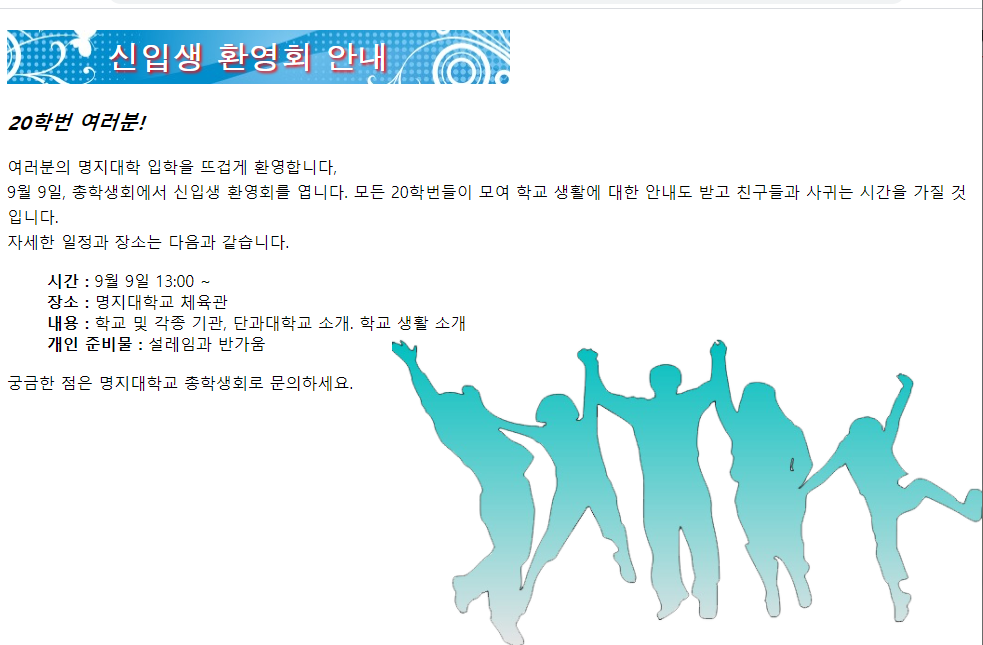 신입생 환영회 안내
20학번 여러분!
여러분의 명지대학 입학을 뜨겁게 환영합니다,
9월 9일, 총학생회에서 신입생 환영회를 엽니다. 모든 20학번들이 모여 학교 생활에 대한 안내도 받고 친구들과 사귀는 시간을 가질 것
입니다.
자세한 일정과 장소는 다음과 같습니다.
시간 : 9월 9일 13:00 ~
장소 : 명지대학교 체육관
내용 : 학교 및 각종 기관, 단과대학교 소개. 학교 생활 소개
개인 준비물 : 설레임과 반가움
궁금한 점은 명지대학교 총학생회로 문의하세요.